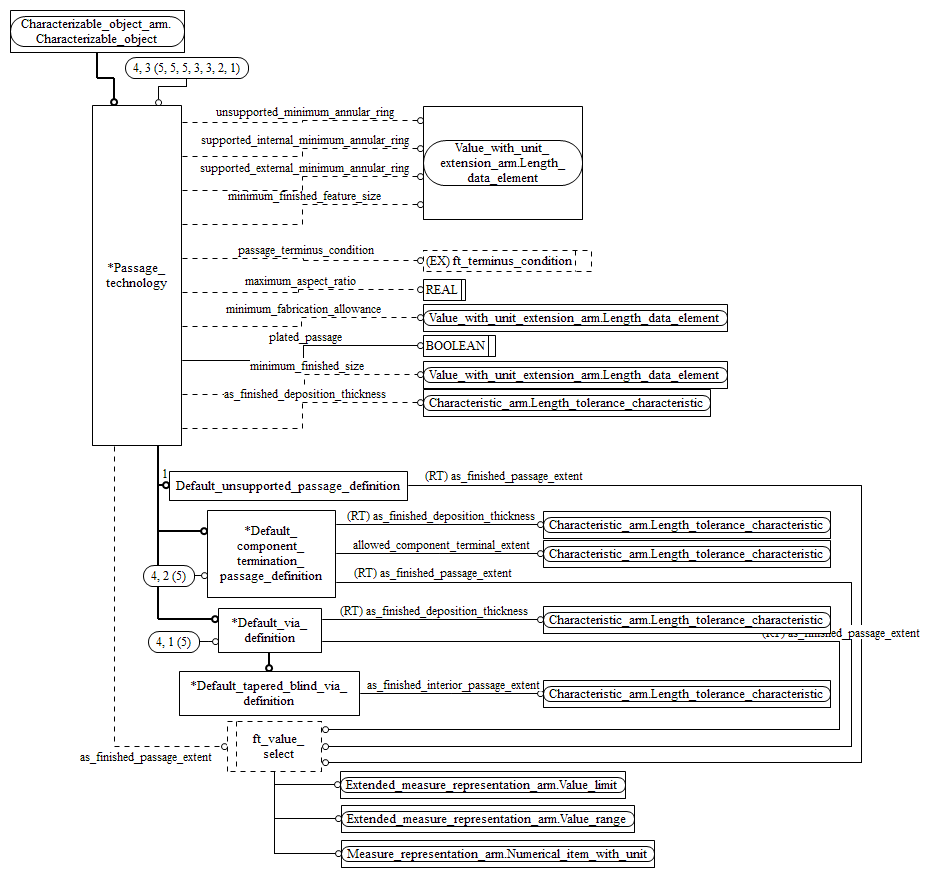 Characterizable_object_arm.
Characterizable_object
4, 3 (5, 5, 5, 3, 3, 2, 1)
unsupported_minimum_annular_ring
supported_internal_minimum_annular_ring
supported_external_minimum_annular_ring
minimum_finished_feature_size
Value_with_unit_
extension_arm.Length_
data_element
*Passage_
technology
passage_terminus_condition
(EX) ft_terminus_condition
maximum_aspect_ratio
REAL
minimum_fabrication_allowance
Value_with_unit_extension_arm.Length_data_element
plated_passage
BOOLEAN
minimum_finished_size
Value_with_unit_extension_arm.Length_data_element
as_finished_deposition_thickness
Characteristic_arm.Length_tolerance_characteristic
1
Default_unsupported_passage_definition
(RT) as_finished_passage_extent
*Default_
component_
termination_
passage_definition
(RT) as_finished_deposition_thickness
Characteristic_arm.Length_tolerance_characteristic
allowed_component_terminal_extent
Characteristic_arm.Length_tolerance_characteristic
(RT) as_finished_passage_extent
4, 2 (5)
*Default_via_
definition
(RT) as_finished_deposition_thickness
Characteristic_arm.Length_tolerance_characteristic
(RT) as_finished_passage_extent
4, 1 (5)
*Default_tapered_blind_via_
definition
as_finished_interior_passage_extent
Characteristic_arm.Length_tolerance_characteristic
ft_value_
select
as_finished_passage_extent
Extended_measure_representation_arm.Value_limit
Extended_measure_representation_arm.Value_range
Measure_representation_arm.Numerical_item_with_unit